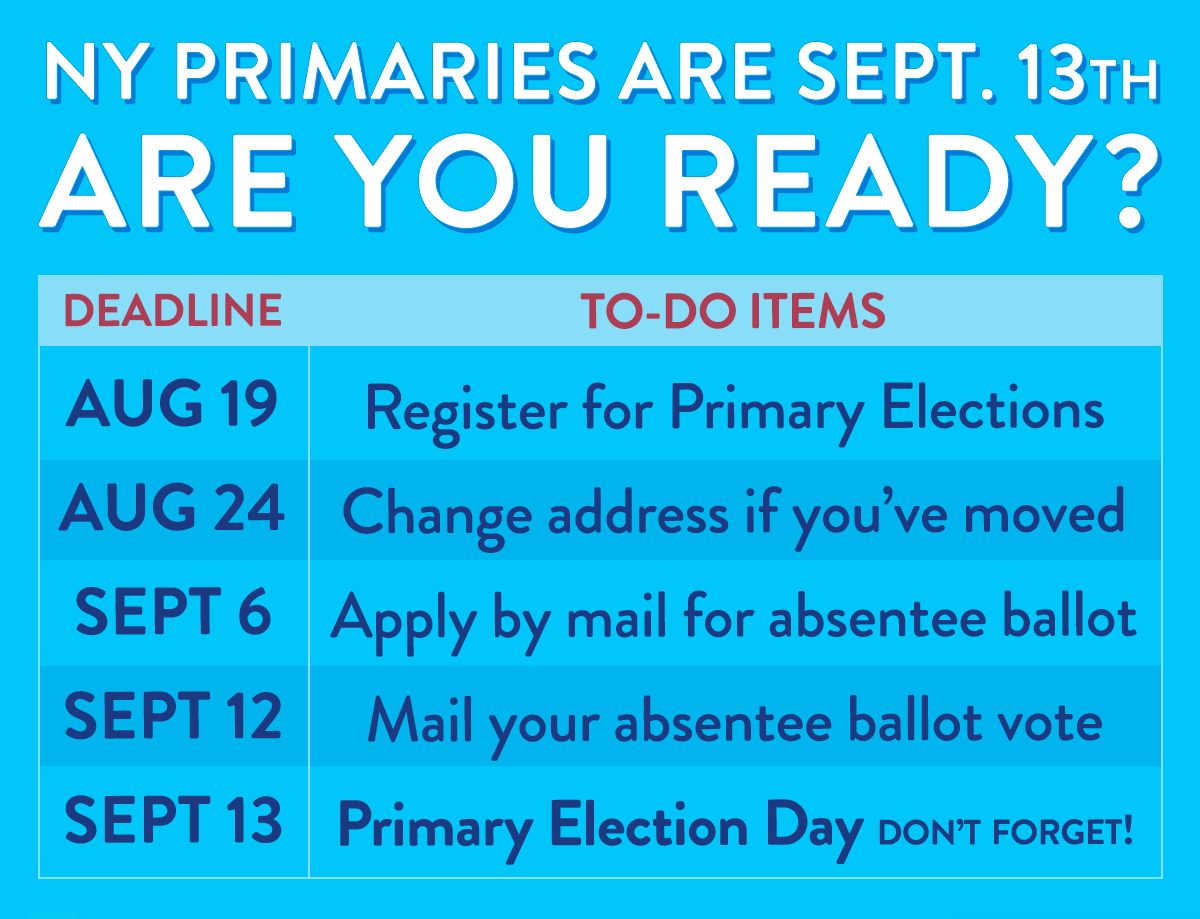 NY PRIMARIES ARE SEPT. 13TH
ARE YOU READY?
DEADLINE TO-DO ITEMS
AUG 19 Register for Primary Elections
AUG 24 Change address if you've moved
SEPT 6 Apply by mail for absentee ballot
SEPT 12 Mail your absentee ballot vote
SEPT 13 Primary Election Day DON'T FORGET!